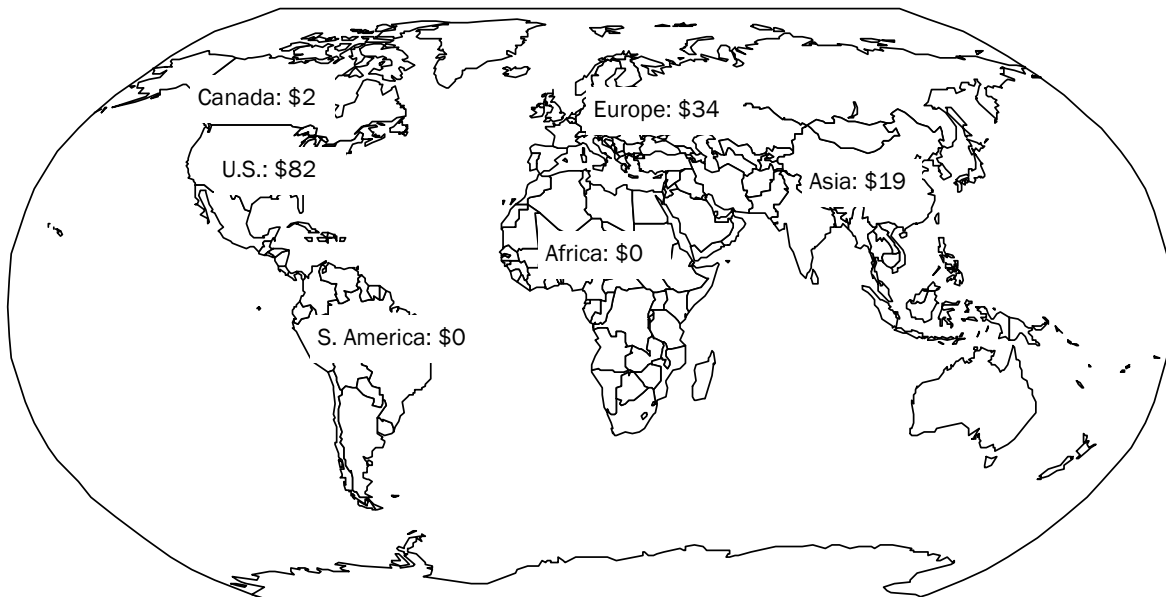 Canada: $2
Europe: $34
U.S.: $82
Asia: $19
Africa: $0
S. America: $0